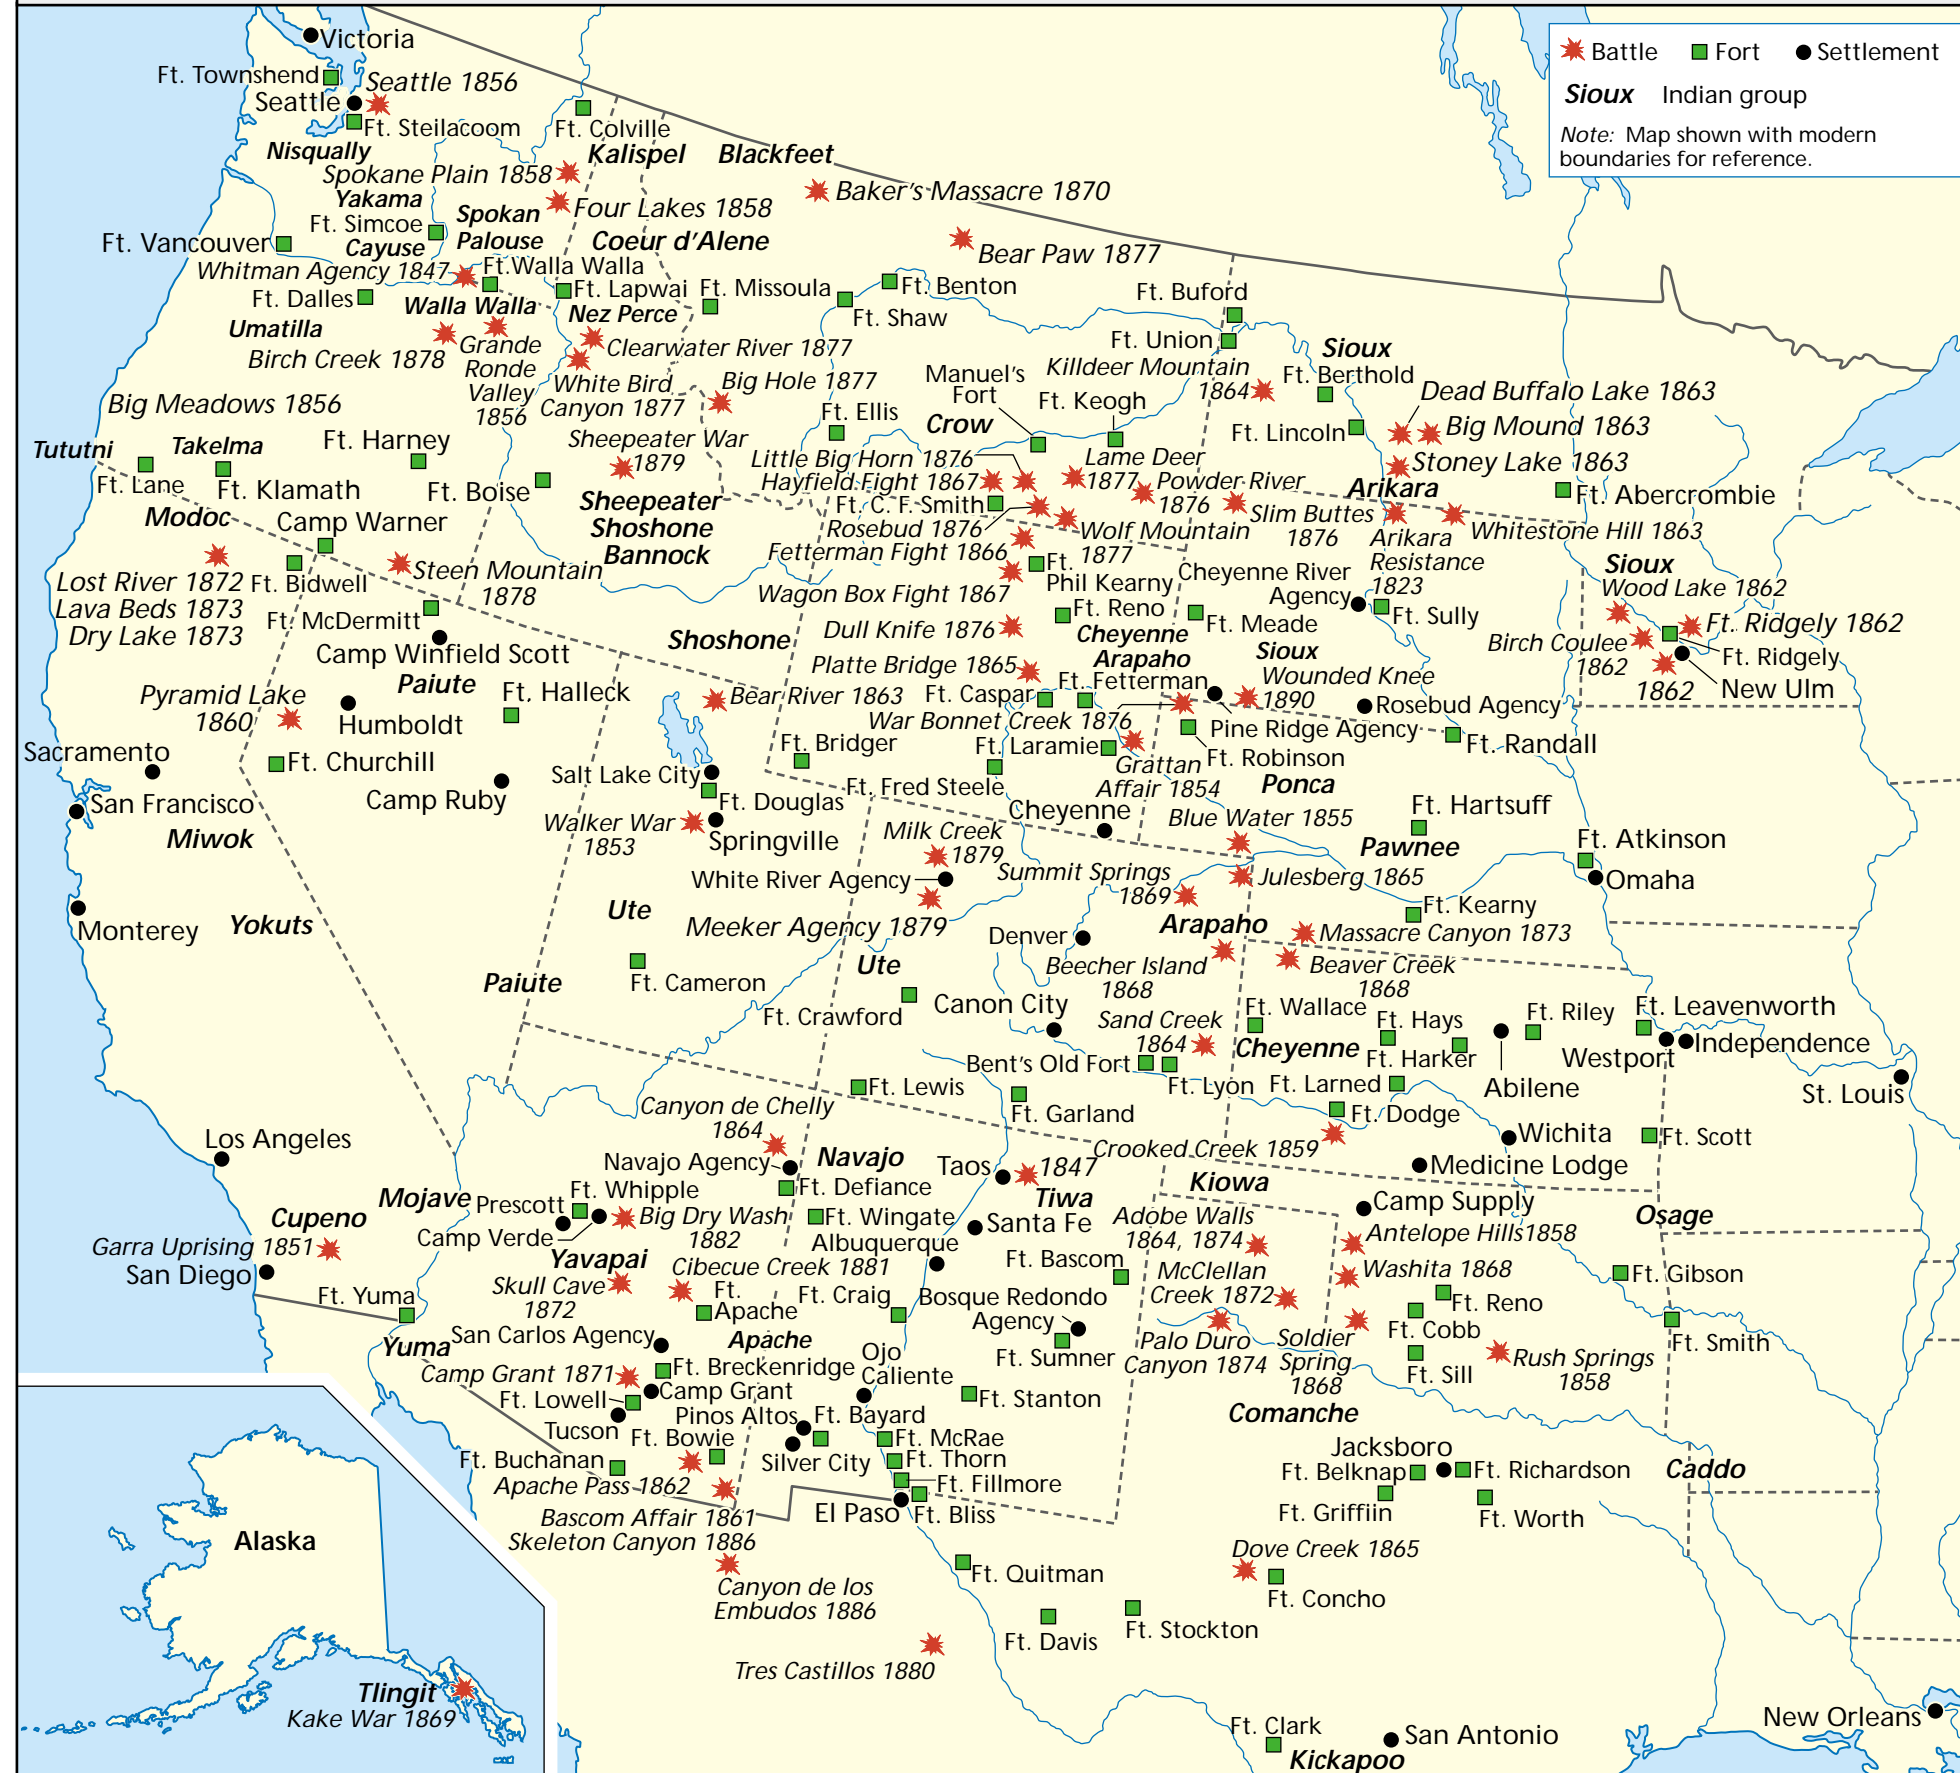 Battle
Fort
Settlement
Sioux Indian group
Note: Map shown with modern
boundaries for reference.
Victoria
Ft. Townshend
Seattle 1856
Seattle
Ft. Steilacoom
Ft. Colville
Nisqually
Kalispel
Blackfeet
Spokane Plain 1858
Baker's Massacre 1870
Yakama
Four Lakes 1858
Spokan
Ft. Simcoe
Ft. Vancouver
Cayuse
Palouse
Coeur d'Alene
Bear Paw 1877
Whitman Agency 1847
Ft.Walla Walla
Ft. Dalles
Ft. Lapwai
Ft. Missoula
Ft. Benton
Ft. Buford
Walla Walla
Nez Perce
Ft. Shaw
Umatilla
Ft. Union
Birch Creek 1878
Grande
Ronde
Valley
1856
Clearwater River 1877
Sioux
Killdeer Mountain
1864
Ft. Berthold
White Bird
Canyon 1877
Big Hole 1877
Manuel's
Fort
Ft. Keogh
Dead Buffalo Lake 1863
Big Meadows 1856
Ft. Ellis
Crow
Ft. Lincoln
Big Mound 1863
Tututni
Takelma
Ft. Harney
Sheepeater War
1879
Little Big Horn 1876
Lame Deer
1877
Stoney Lake 1863
Ft. Lane
Ft. Klamath
Ft. Boise
Hayfield Fight 1867
Powder River
1876
Arikara
Ft. Abercrombie
Modoc
Camp Warner
Sheepeater
Shoshone
Bannock
Ft. C. F. Smith
Rosebud 1876
Slim Buttes
1876
Whitestone Hill 1863
Wolf Mountain
1877
Arikara
Resistance
1823
Fetterman Fight 1866
Ft.
Phil Kearny
Lost River 1872
Lava Beds 1873
Dry Lake 1873
Ft. Bidwell
Steen Mountain
1878
Wagon Box Fight 1867
Cheyenne River
Agency
Sioux
Wood Lake 1862
Ft. McDermitt
Ft. Reno
Ft. Meade
Ft. Sully
Ft. Ridgely 1862
Camp Winfield Scott
Shoshone
Dull Knife 1876
Cheyenne
Arapaho
Birch Coulee
1862
Ft. Ridgely
Paiute
Platte Bridge 1865
Sioux
1862
New Ulm
Pyramid Lake
1860
Ft. Halleck
Bear River 1863
Ft. Caspar
Ft. Fetterman
Wounded Knee
1890
Humboldt
War Bonnet Creek 1876
Rosebud Agency
Pine Ridge Agency
Sacramento
Ft. Churchill
Ft. Bridger
Ft. Laramie
Ft. Robinson
Ft. Randall
Salt Lake City
Grattan
Affair 1854
Camp Ruby
Ft. Fred Steele
Ponca
San Francisco
Ft. Douglas
Cheyenne
Ft. Hartsuff
Miwok
Walker War
1853
Springville
Milk Creek
1879
Blue Water 1855
Pawnee
Ft. Atkinson
White River Agency
Summit Springs
1869
Julesberg 1865
Omaha
Monterey
Yokuts
Ute
Meeker Agency 1879
Denver
Arapaho
Ft. Kearny
Massacre Canyon 1873
Paiute
Ft. Cameron
Ute
Beecher Island
1868
Beaver Creek
1868
Ft. Crawford
Canon City
Sand Creek
1864
Ft. Wallace
Ft. Hays
Ft. Riley
Ft. Leavenworth
Cheyenne
Ft. Harker
Westport
Independence
Bent's Old Fort
Ft. Lyon
Ft. Larned
Abilene
St. Louis
Ft. Lewis
Ft. Garland
Ft. Dodge
Canyon de Chelly
1864
Los Angeles
Crooked Creek 1859
Wichita
Ft. Scott
Navajo Agency
Navajo
Taos
1847
Medicine Lodge
Mojave
Prescott
Ft. Whipple
Ft. Defiance
Tiwa
Kiowa
Camp Supply
Cupeno
Camp Verde
Big Dry Wash
1882
Ft. Wingate
Santa Fe
Adobe Walls
1864, 1874
Osage
Garra Uprising 1851
Albuquerque
Antelope Hills1858
San Diego
Yavapai
Cibecue Creek 1881
Ft. Bascom
McClellan
Creek 1872
Washita 1868
Ft. Gibson
Ft. Yuma
Skull Cave
1872
Ft.
Apache
Ft. Craig
Bosque Redondo
Agency
Ft. Reno
Yuma
San Carlos Agency
Apache
Ft. Sumner
Palo Duro
Canyon 1874
Soldier
Spring
1868
Ft. Cobb
Ft. Smith
Camp Grant 1871
Ft. Breckenridge
Ojo
Caliente
Ft. Sill
Rush Springs
1858
Ft. Lowell
Camp Grant
Ft. Stanton
Tucson
Pinos Altos
Ft. Bayard
Comanche
Ft. Bowie
Ft. McRae
Jacksboro
Ft. Buchanan
Silver City
Ft. Thorn
Ft. Belknap
Ft. Richardson
Caddo
Apache Pass 1862
Ft. Fillmore
Bascom Affair 1861
El Paso
Ft. Bliss
Ft. Griffiin
Ft. Worth
Skeleton Canyon 1886
Dove Creek 1865
Alaska
Canyon de los
Embudos 1886
Ft. Quitman
Ft. Concho
Ft. Davis
Ft. Stockton
Tres Castillos 1880
Tlingit
Kake War 1869
Ft. Clark
San Antonio
New Orleans
Kickapoo